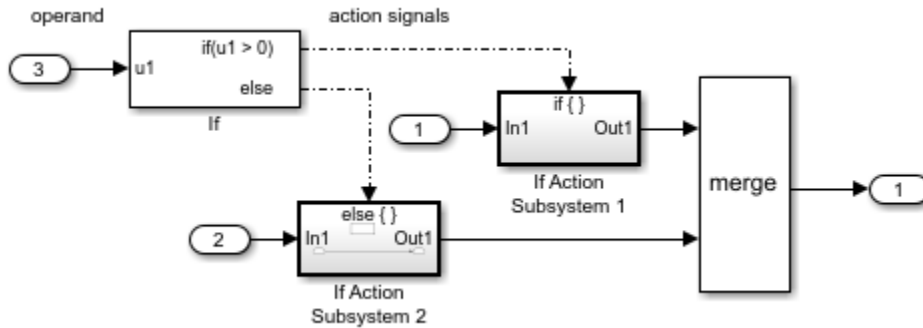 operand
action signals
3
u1
if(u1 > 0)
else
If
1
if { }
In1
Out1
If Action
Subsystem 1
merge
1
2
else { }
In1
Out1
If Action
Subsystem 2